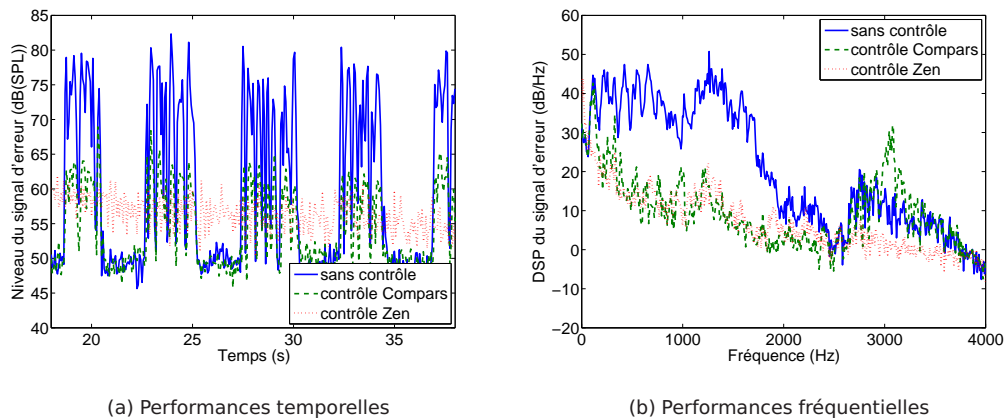 85
80
75
70
65
60
55
50
45
40
Niveau du signal d'erreur (dB(SPL))
20
25
30
35
Temps (s)
sans contrôle
contrôle Compars
contrôle Zen
(a) Performances temporelles
60
50
40
30
20
10
0
−10
−20
DSP du signal d'erreur (dB/Hz)
0
1000
2000
3000
4000
Fréquence (Hz)
sans contrôle
contrôle Compars
contrôle Zen
(b) Performances fréquentielles